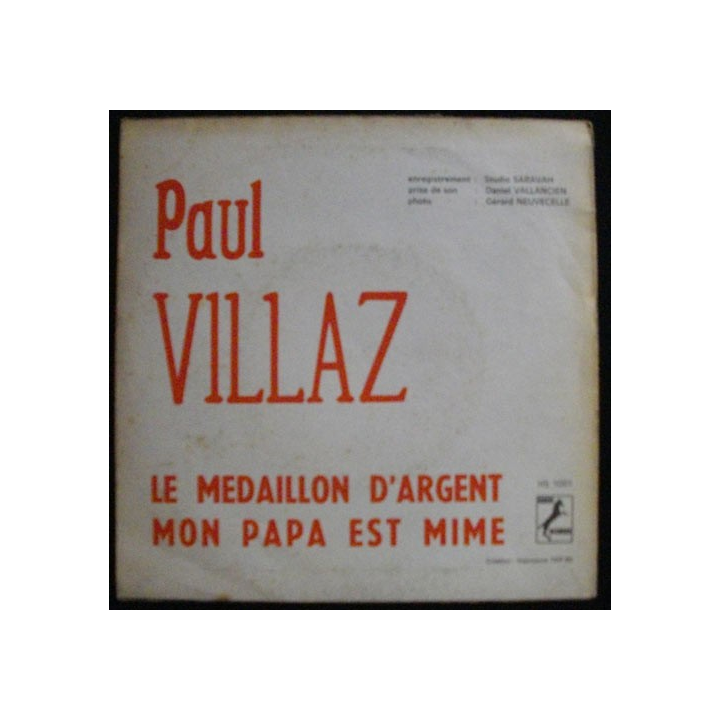 enregistrement : Studio SARAVAH
prise de son : Daniel VALLANCIEN
photo : Gérard NEUVECELLE
Paul
VILLAZ
LE MEDAILLON D'ARGENT
MON PAPA EST MIME